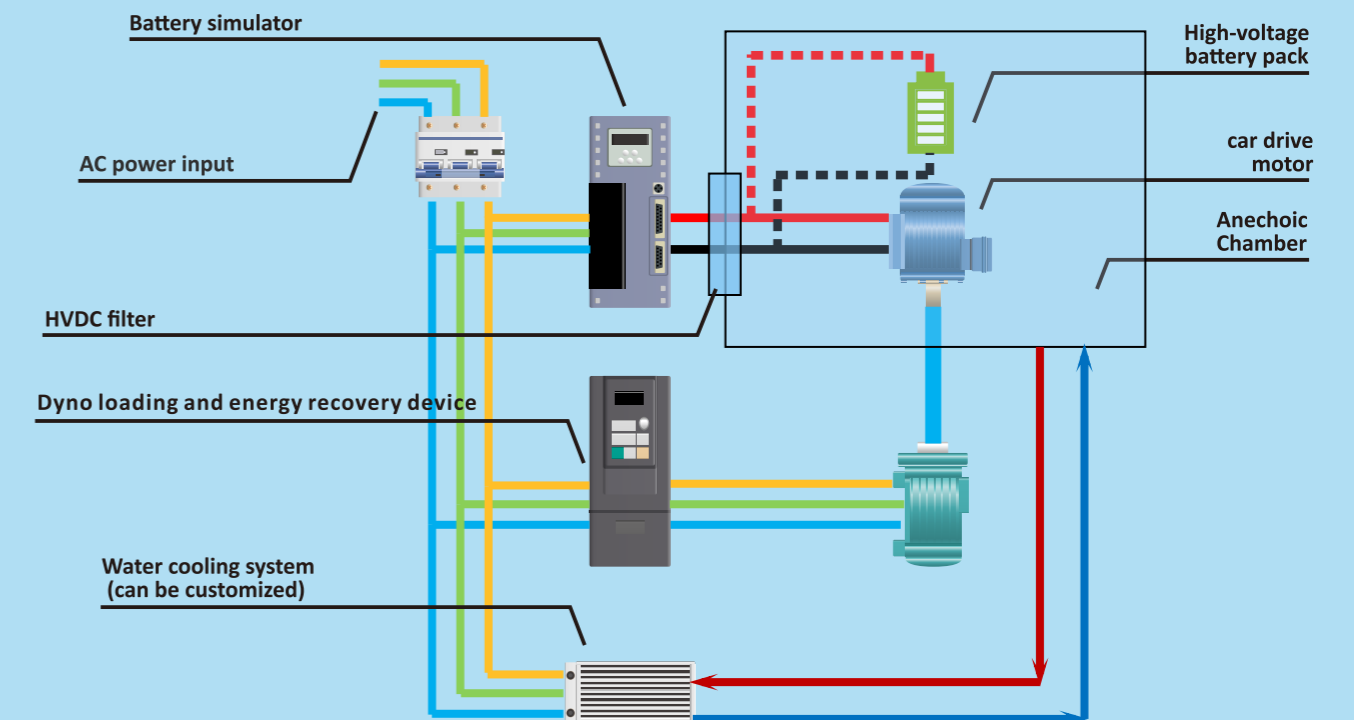 Battery simulator
High-voltage
battery pack
AC power input
car drive
motor
Anechoic
Chamber
HVDC filter
Dyno loading and energy recovery device
Water cooling system
(can be customized)